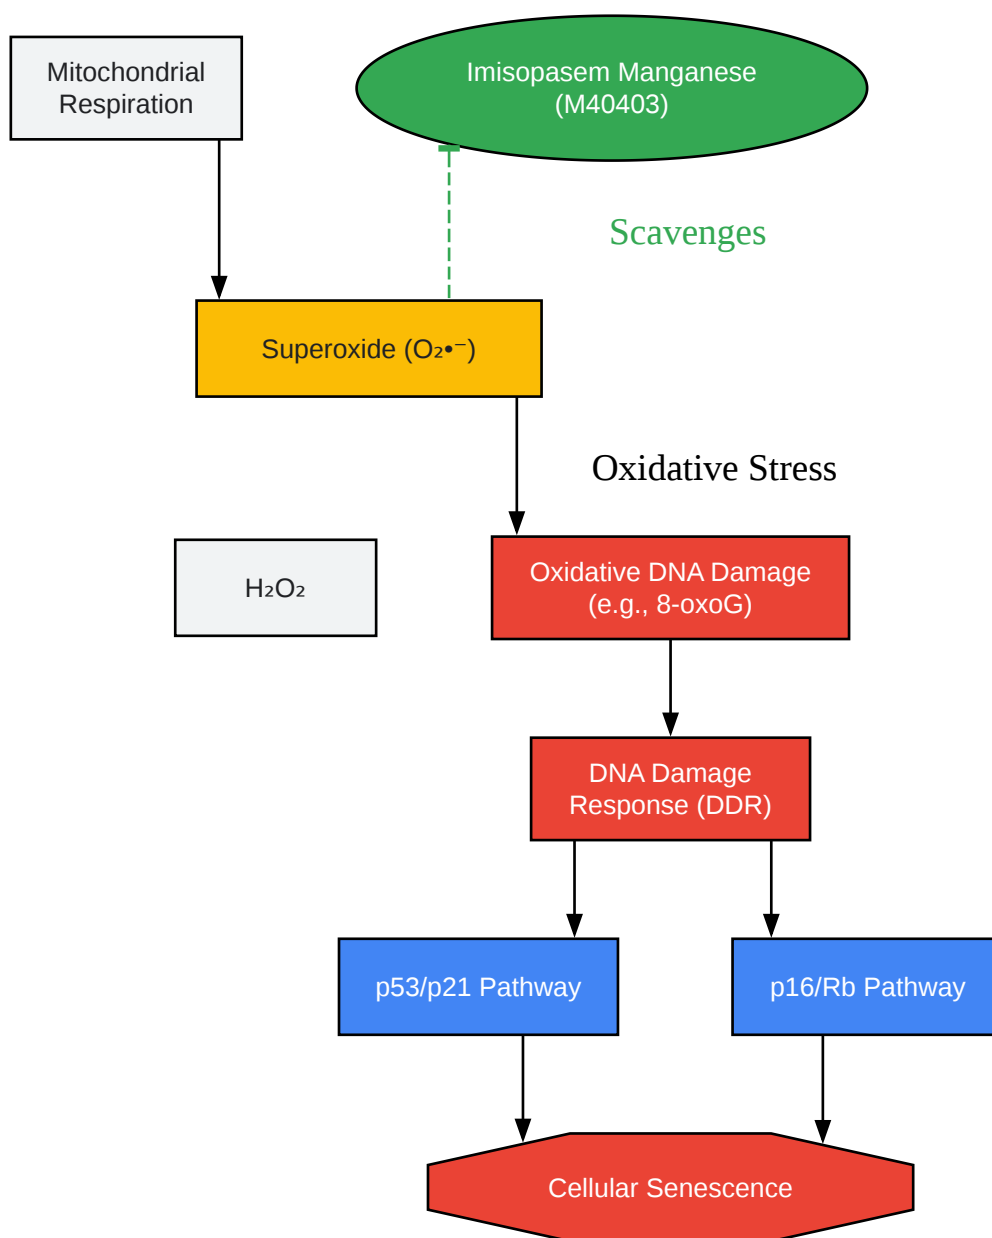 Mitochondrial
Respiration
Imisopasem Manganese
(M40403)
Scavenges
Superoxide (O₂•⁻)
Oxidative Stress
H₂O₂
Oxidative DNA Damage
(e.g., 8-oxoG)
DNA Damage
Response (DDR)
p53/p21 Pathway
p16/Rb Pathway
Cellular Senescence